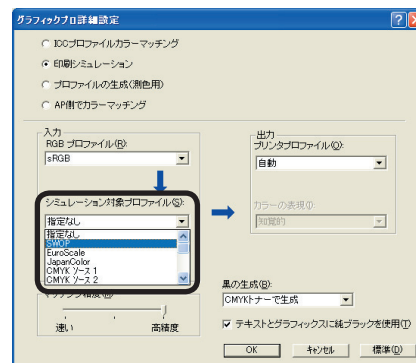 グラフィックプロ詳細設定
ICCプロファイルカラーマッチング
印刷シミュレーション
プロファイルの生成(測色用)
AP側でカラーマッチング
入力
RGB プロファイル(R):
sRGB
シミュレーション対象プロファイル(S):
指定なし
指定なし
SWOP
EuroScale
JapanColor
CMYK ソース 1
CMYK ソース 2
速い
高精度
出力
プリンタプロファイル(O):
自動
カラーの表現(I):
知覚的
黒の生成(B):
CMYKトナーで生成
テキストとグラフィックスに純ブラックを使用(T)
OK
キャンセル
標準(D)